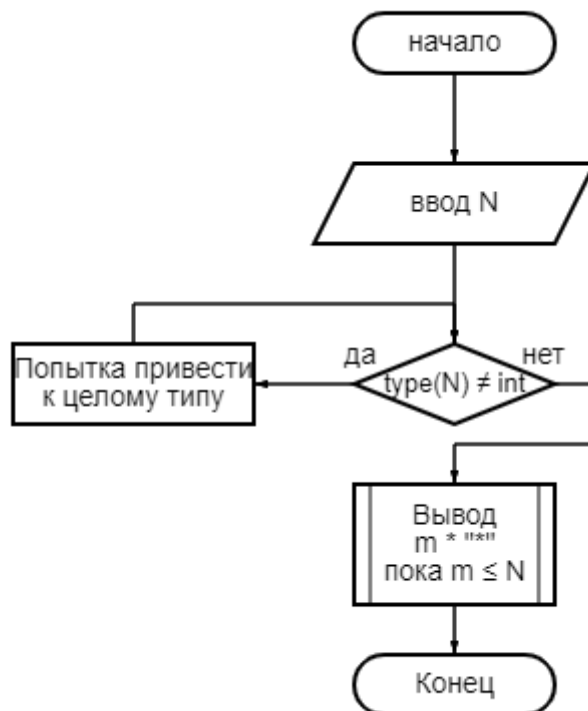 начало
ввод N
да
нет
Попытка привести
к целому типу
type(N) ≠ int
Вывод
m * "*"
пока m ≤ N
Конец